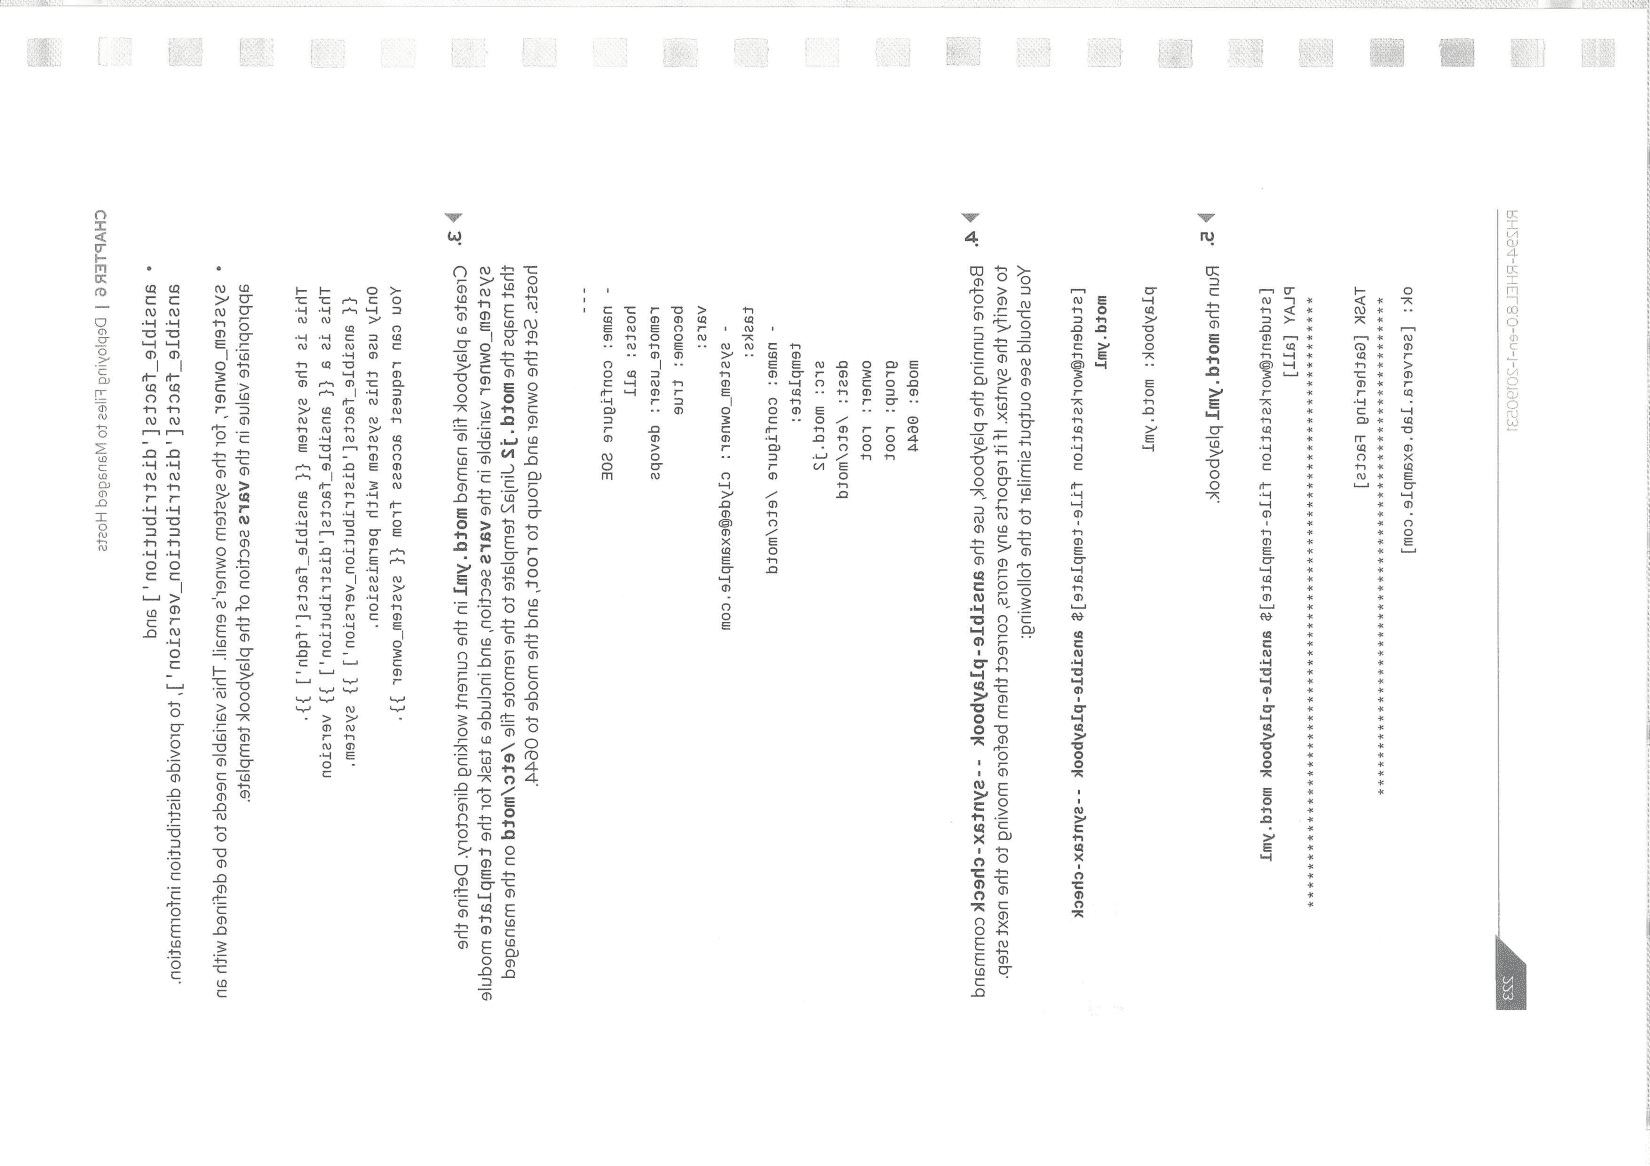 CHAPTER 6 | Deploying Files to Managed Hosts
• ansible_facts['distribution'] and
ansible_facts['distribution_version'], to provide distribution information.
• system_owner, for the system owner's email. This variable needs to be defined with an
appropriate value in the vars section of the playbook template.
This is the system {{ ansible_facts['fqdn'] }}.
This is a {{ ansible_facts['distribution'] }} version
{{ ansible_facts['distribution_version'] }} system.
Only use this system with permission.
You can request access from {{ system_owner }}.
3. Create a playbook file named motd.yml in the current working directory. Define the
system_owner variable in the vars section, and include a task for the template module
that maps the motd.j2 Jinja2 template to the remote file /etc/motd on the managed
hosts. Set the owner and group to root, and the mode to 0644.
---
- name: configure SOE
hosts: all
remote_user: devops
become: true
vars:
- system_owner: clyde@example.com
tasks:
- name: configure /etc/motd
template:
src: motd.j2
dest: /etc/motd
owner: root
group: root
mode: 0644
4. Before running the playbook, use the ansible-playbook --syntax-check command
to verify the syntax. If it reports any errors, correct them before moving to the next step.
You should see output similar to the following:
[student@workstation file-template]$ ansible-playbook --syntax-check
motd.yml
playbook: motd.yml
5. Run the motd.yml playbook.
[student@workstation file-template]$ ansible-playbook motd.yml
PLAY [all]
******************************************************************
TASK [Gathering Facts]
******************************************************
ok: [servera.lab.example.com]
RH294-RHEL8.0-en-1-20190531
223